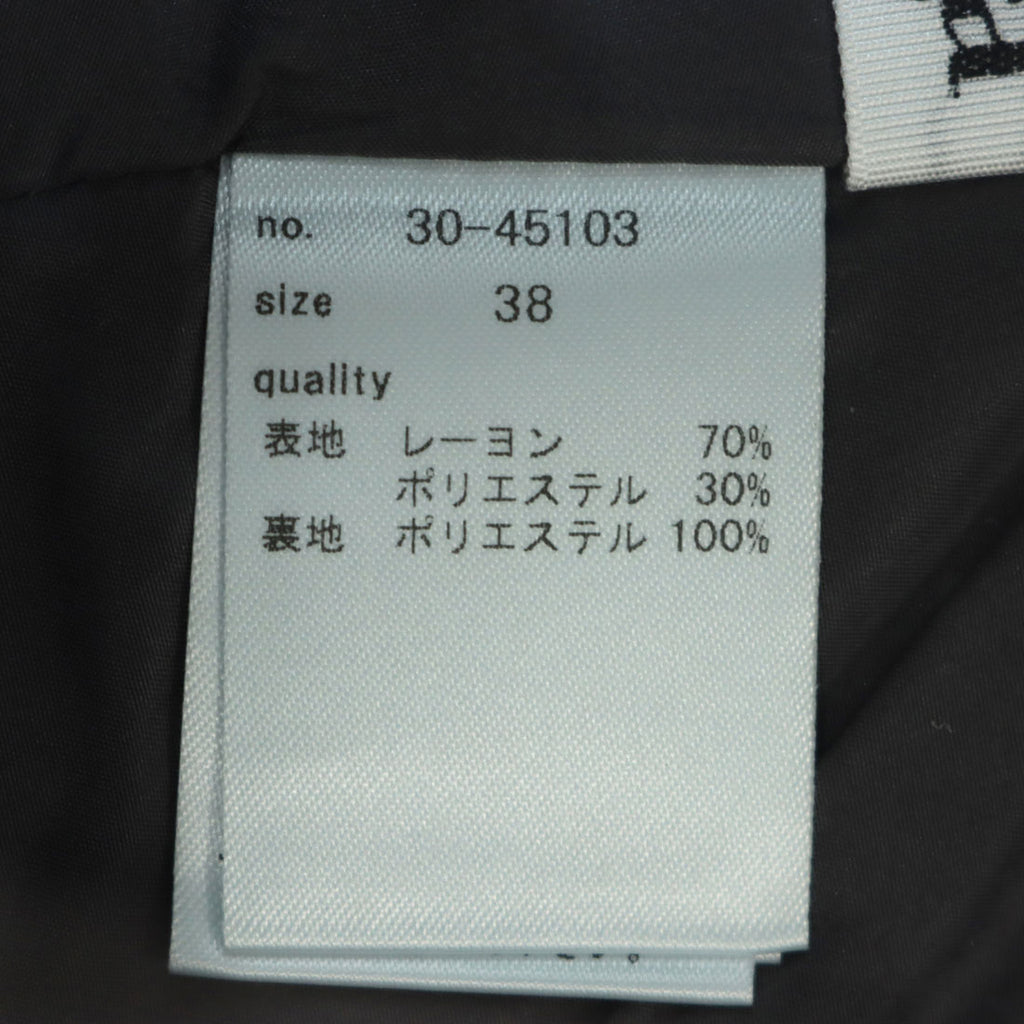 no. 30-45103
size 38
quality
表地 レーヨン 70%
ポリエステル 30%
裏地 ポリエステル 100%